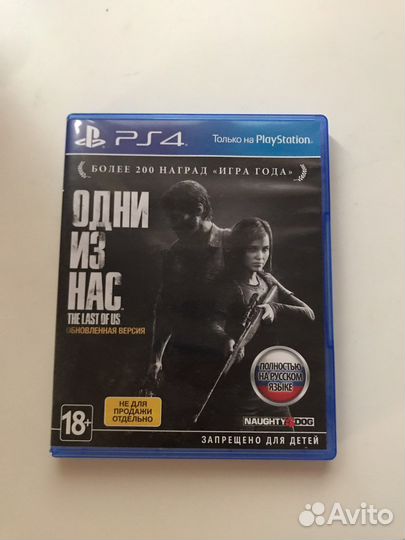 PS4
Только на PlayStation
БОЛЕЕ 200 НАГРАД «ИГРА ГОДА»
ОДНИ
ИЗ
НАС
THE LAST OF US
ОБНОВЛЕННАЯ ВЕРСИЯ
ПОЛНОСТЬЮ
НА РУССКОМ
ЯЗЫКЕ
НЕ ДЛЯ
ПРОДАЖИ
ОТДЕЛЬНО
18+
NAUGHTY DOG
ЗАПРЕЩЕНО ДЛЯ ДЕТЕЙ
Avito